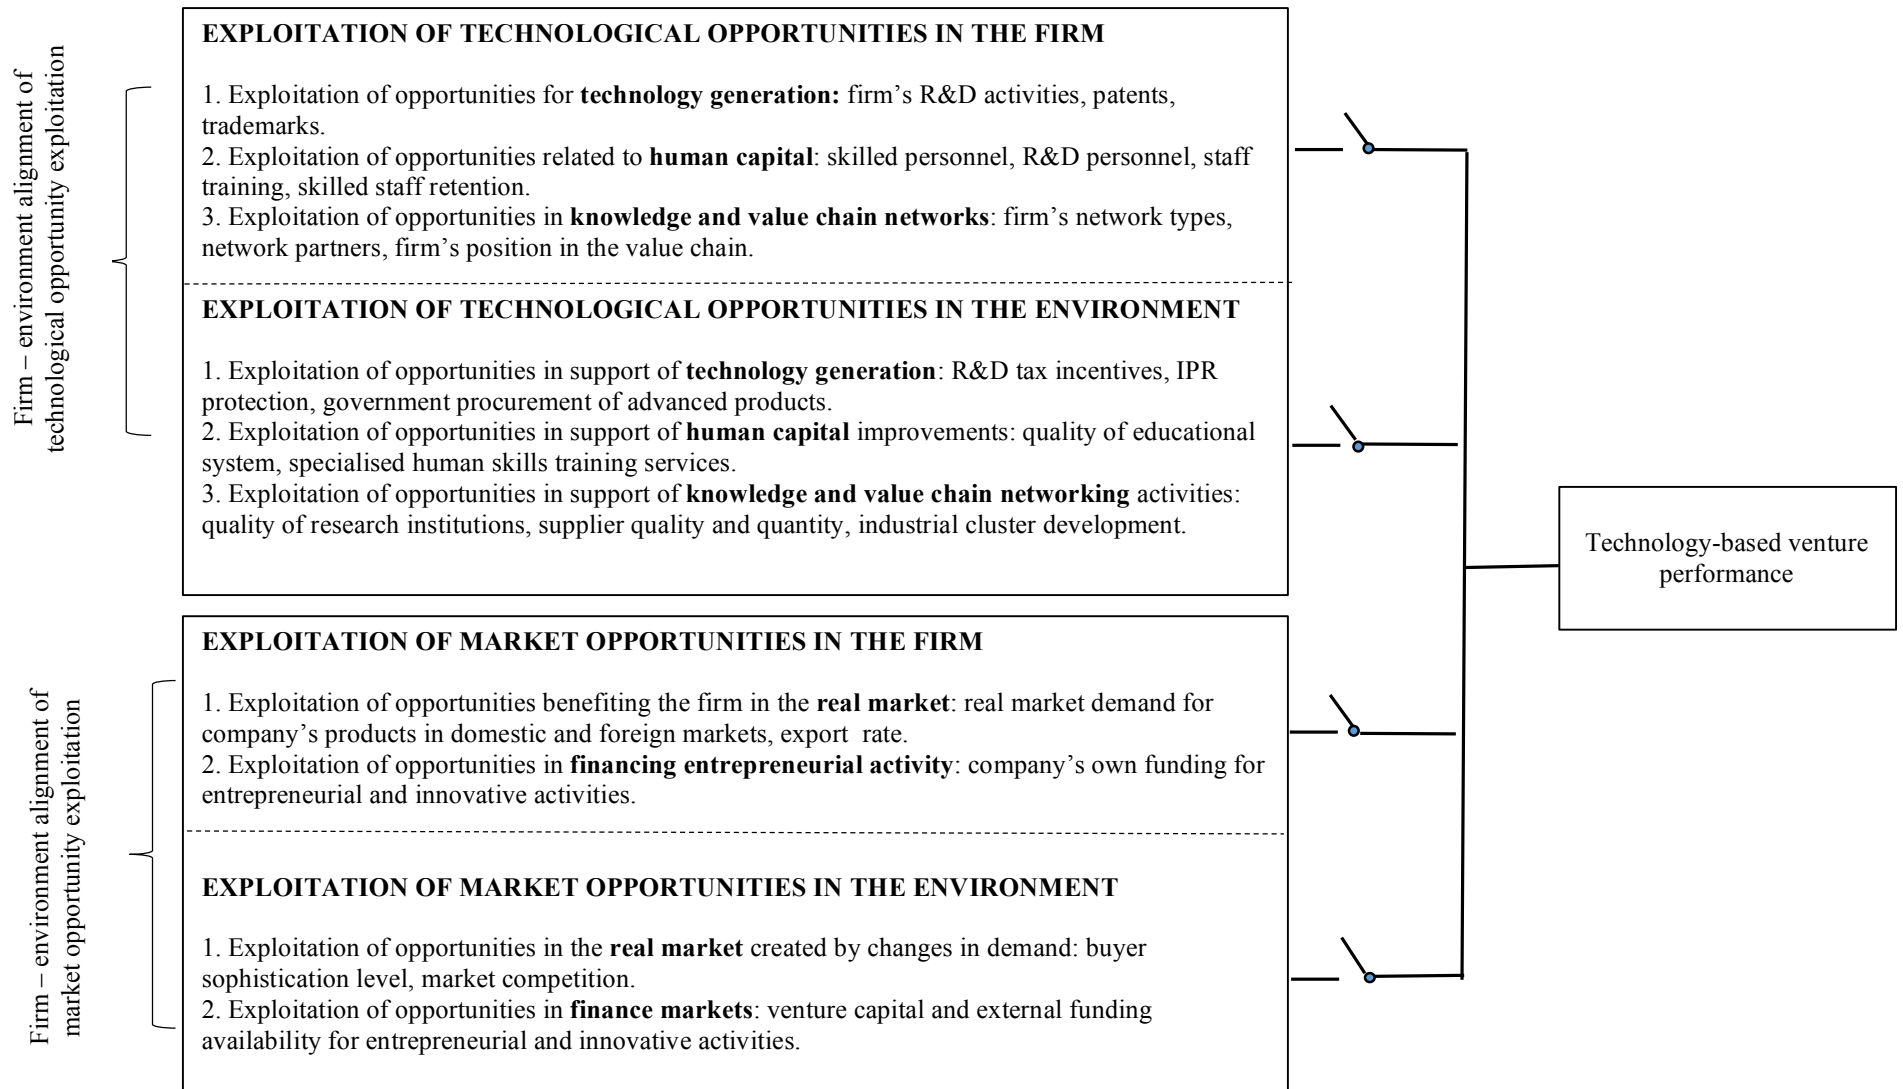 Firm – environment alignment of
technological opportunity exploitation
EXPLOITATION OF TECHNOLOGICAL OPPORTUNITIES IN THE FIRM
1. Exploitation of opportunities for technology generation: firm’s R&D activities, patents,
trademarks.
2. Exploitation of opportunities related to human capital: skilled personnel, R&D personnel, staff
training, skilled staff retention.
3. Exploitation of opportunities in knowledge and value chain networks: firm’s network types,
network partners, firm’s position in the value chain.
EXPLOITATION OF TECHNOLOGICAL OPPORTUNITIES IN THE ENVIRONMENT
1. Exploitation of opportunities in support of technology generation: R&D tax incentives, IPR
protection, government procurement of advanced products.
2. Exploitation of opportunities in support of human capital improvements: quality of educational
system, specialised human skills training services.
3. Exploitation of opportunities in support of knowledge and value chain networking activities:
quality of research institutions, supplier quality and quantity, industrial cluster development.
Firm – environment alignment of
market opportunity exploitation
EXPLOITATION OF MARKET OPPORTUNITIES IN THE FIRM
1. Exploitation of opportunities benefiting the firm in the real market: real market demand for
company’s products in domestic and foreign markets, export rate.
2. Exploitation of opportunities in financing entrepreneurial activity: company’s own funding for
entrepreneurial and innovative activities.
EXPLOITATION OF MARKET OPPORTUNITIES IN THE ENVIRONMENT
1. Exploitation of opportunities in the real market created by changes in demand: buyer
sophistication level, market competition.
2. Exploitation of opportunities in finance markets: venture capital and external funding
availability for entrepreneurial and innovative activities.
Technology-based venture
performance